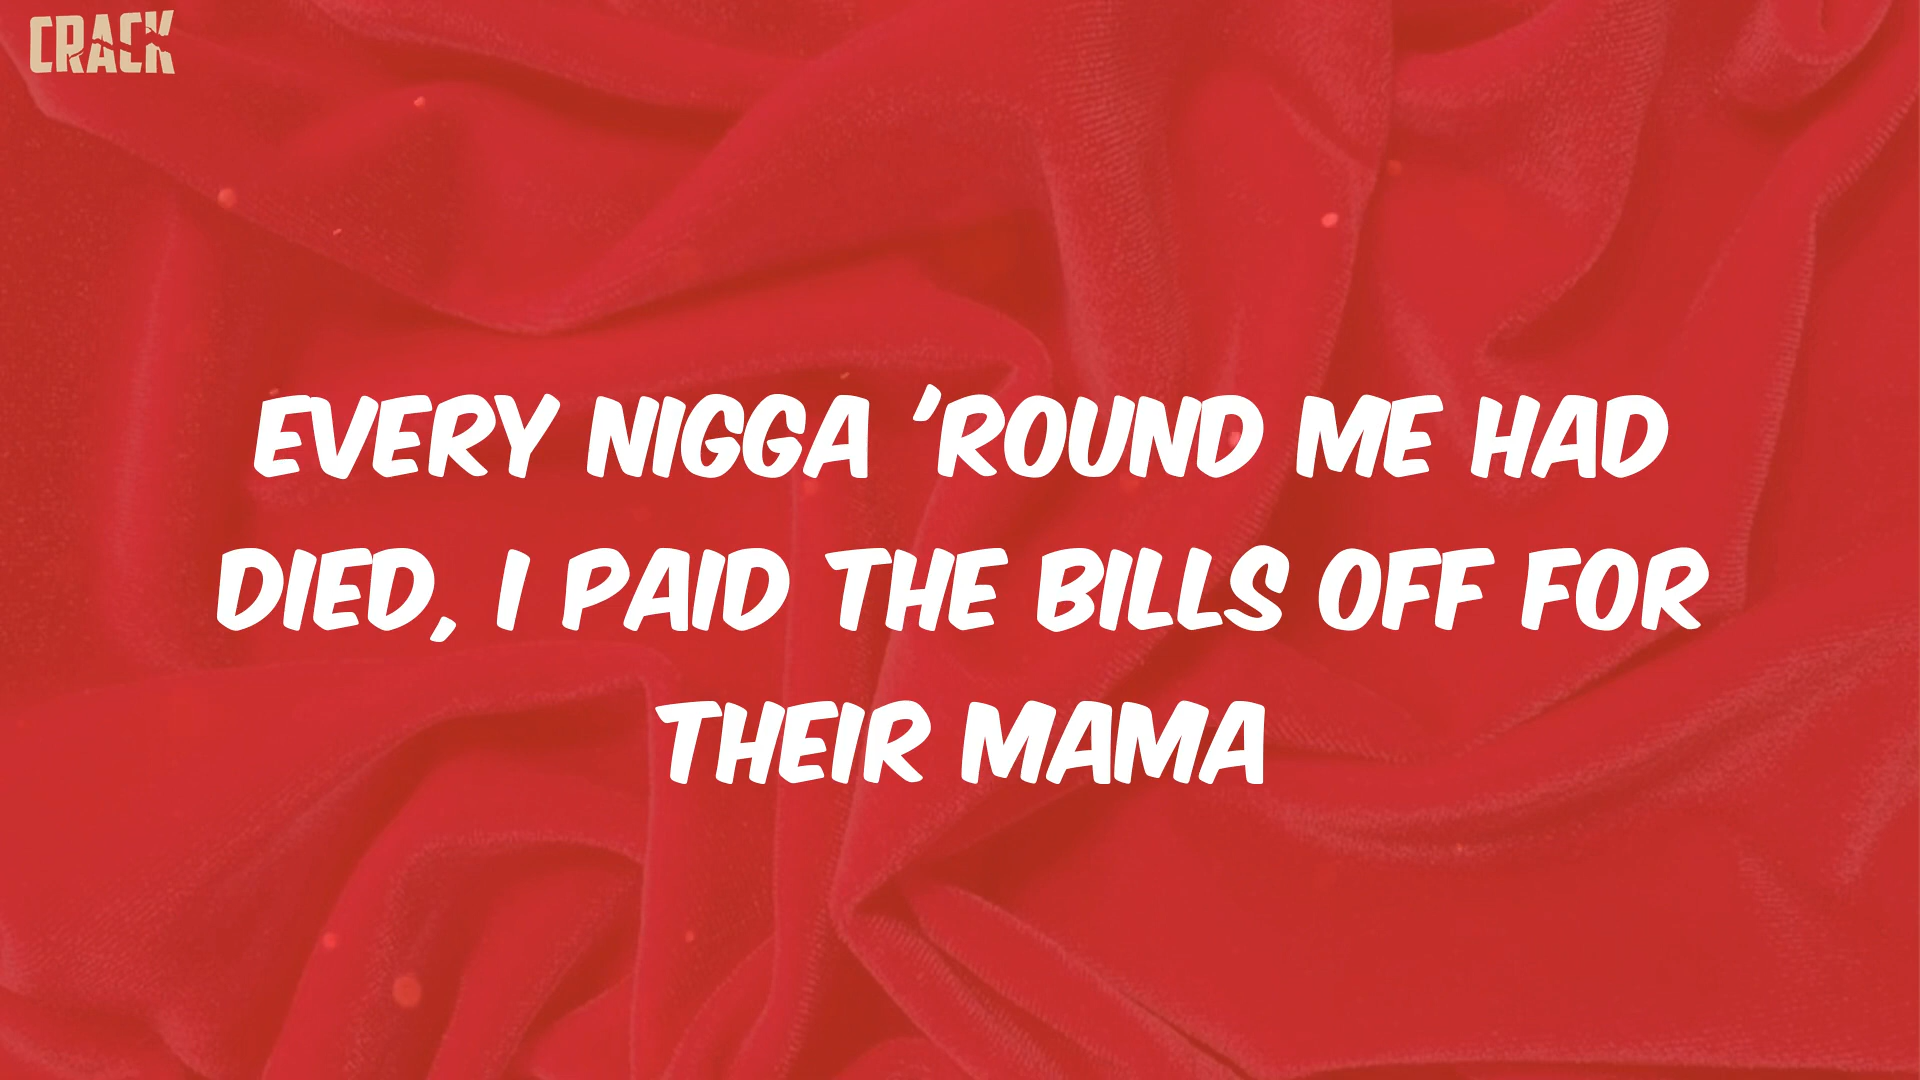 CRACK
EVERY NIGGA 'ROUND ME HAD
DIED, I PAID THE BILLS OFF FOR
THEIR MAMA